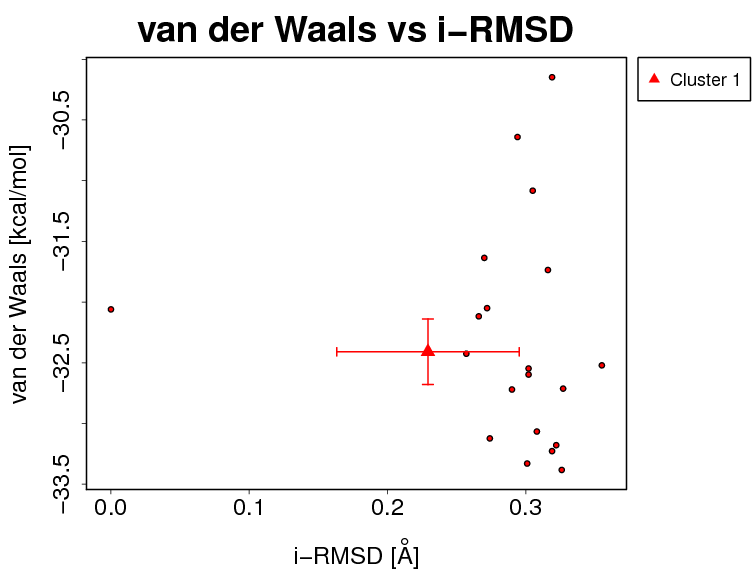 van der Waals vs i−RMSD
Cluster 1
van der Waals [kcal/mol]
−30.5
−31.5
−32.5
−33.5
0.0
0.1
0.2
0.3
i−RMSD [Å]